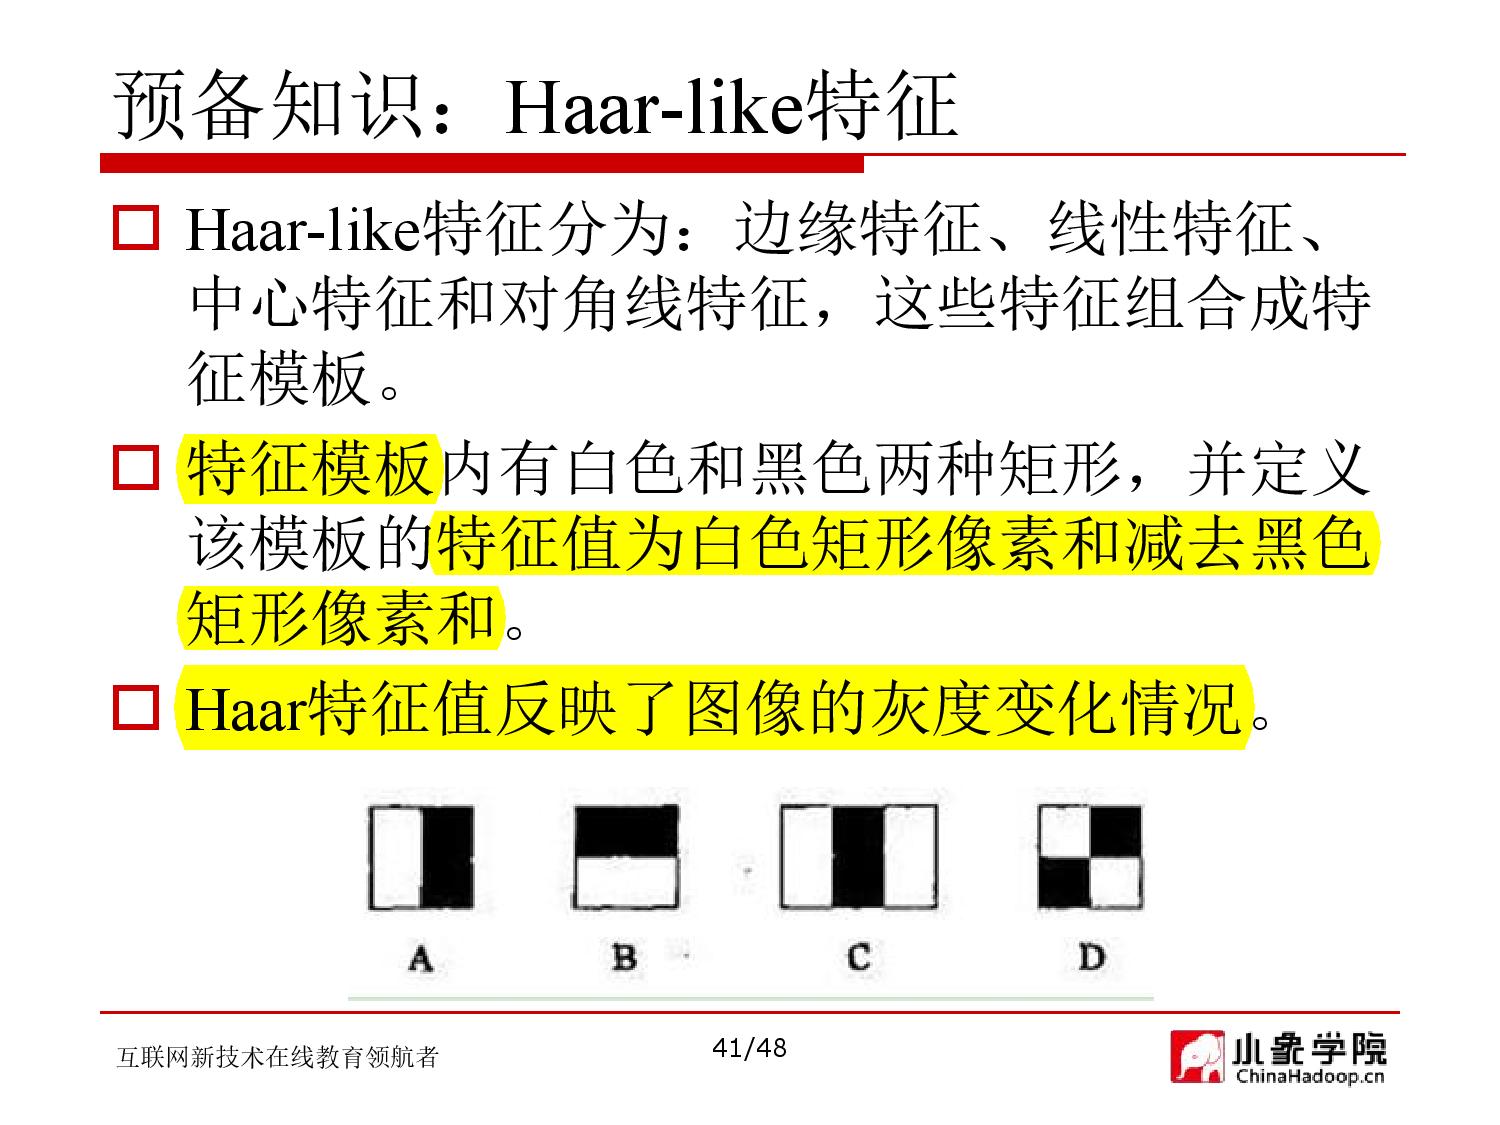 预备知识：Haar-like特征
Haar-like特征分为：边缘特征、线性特征、
中心特征和对角线特征，这些特征组合成特
征模板。
特征模板内有白色和黑色两种矩形，并定义
该模板的特征值为白色矩形像素和减去黑色
矩形像素和。
Haar特征值反映了图像的灰度变化情况。
A B C D
互联网新技术在线教育领航者
41/48
小象学院
ChinaHadoop.cn